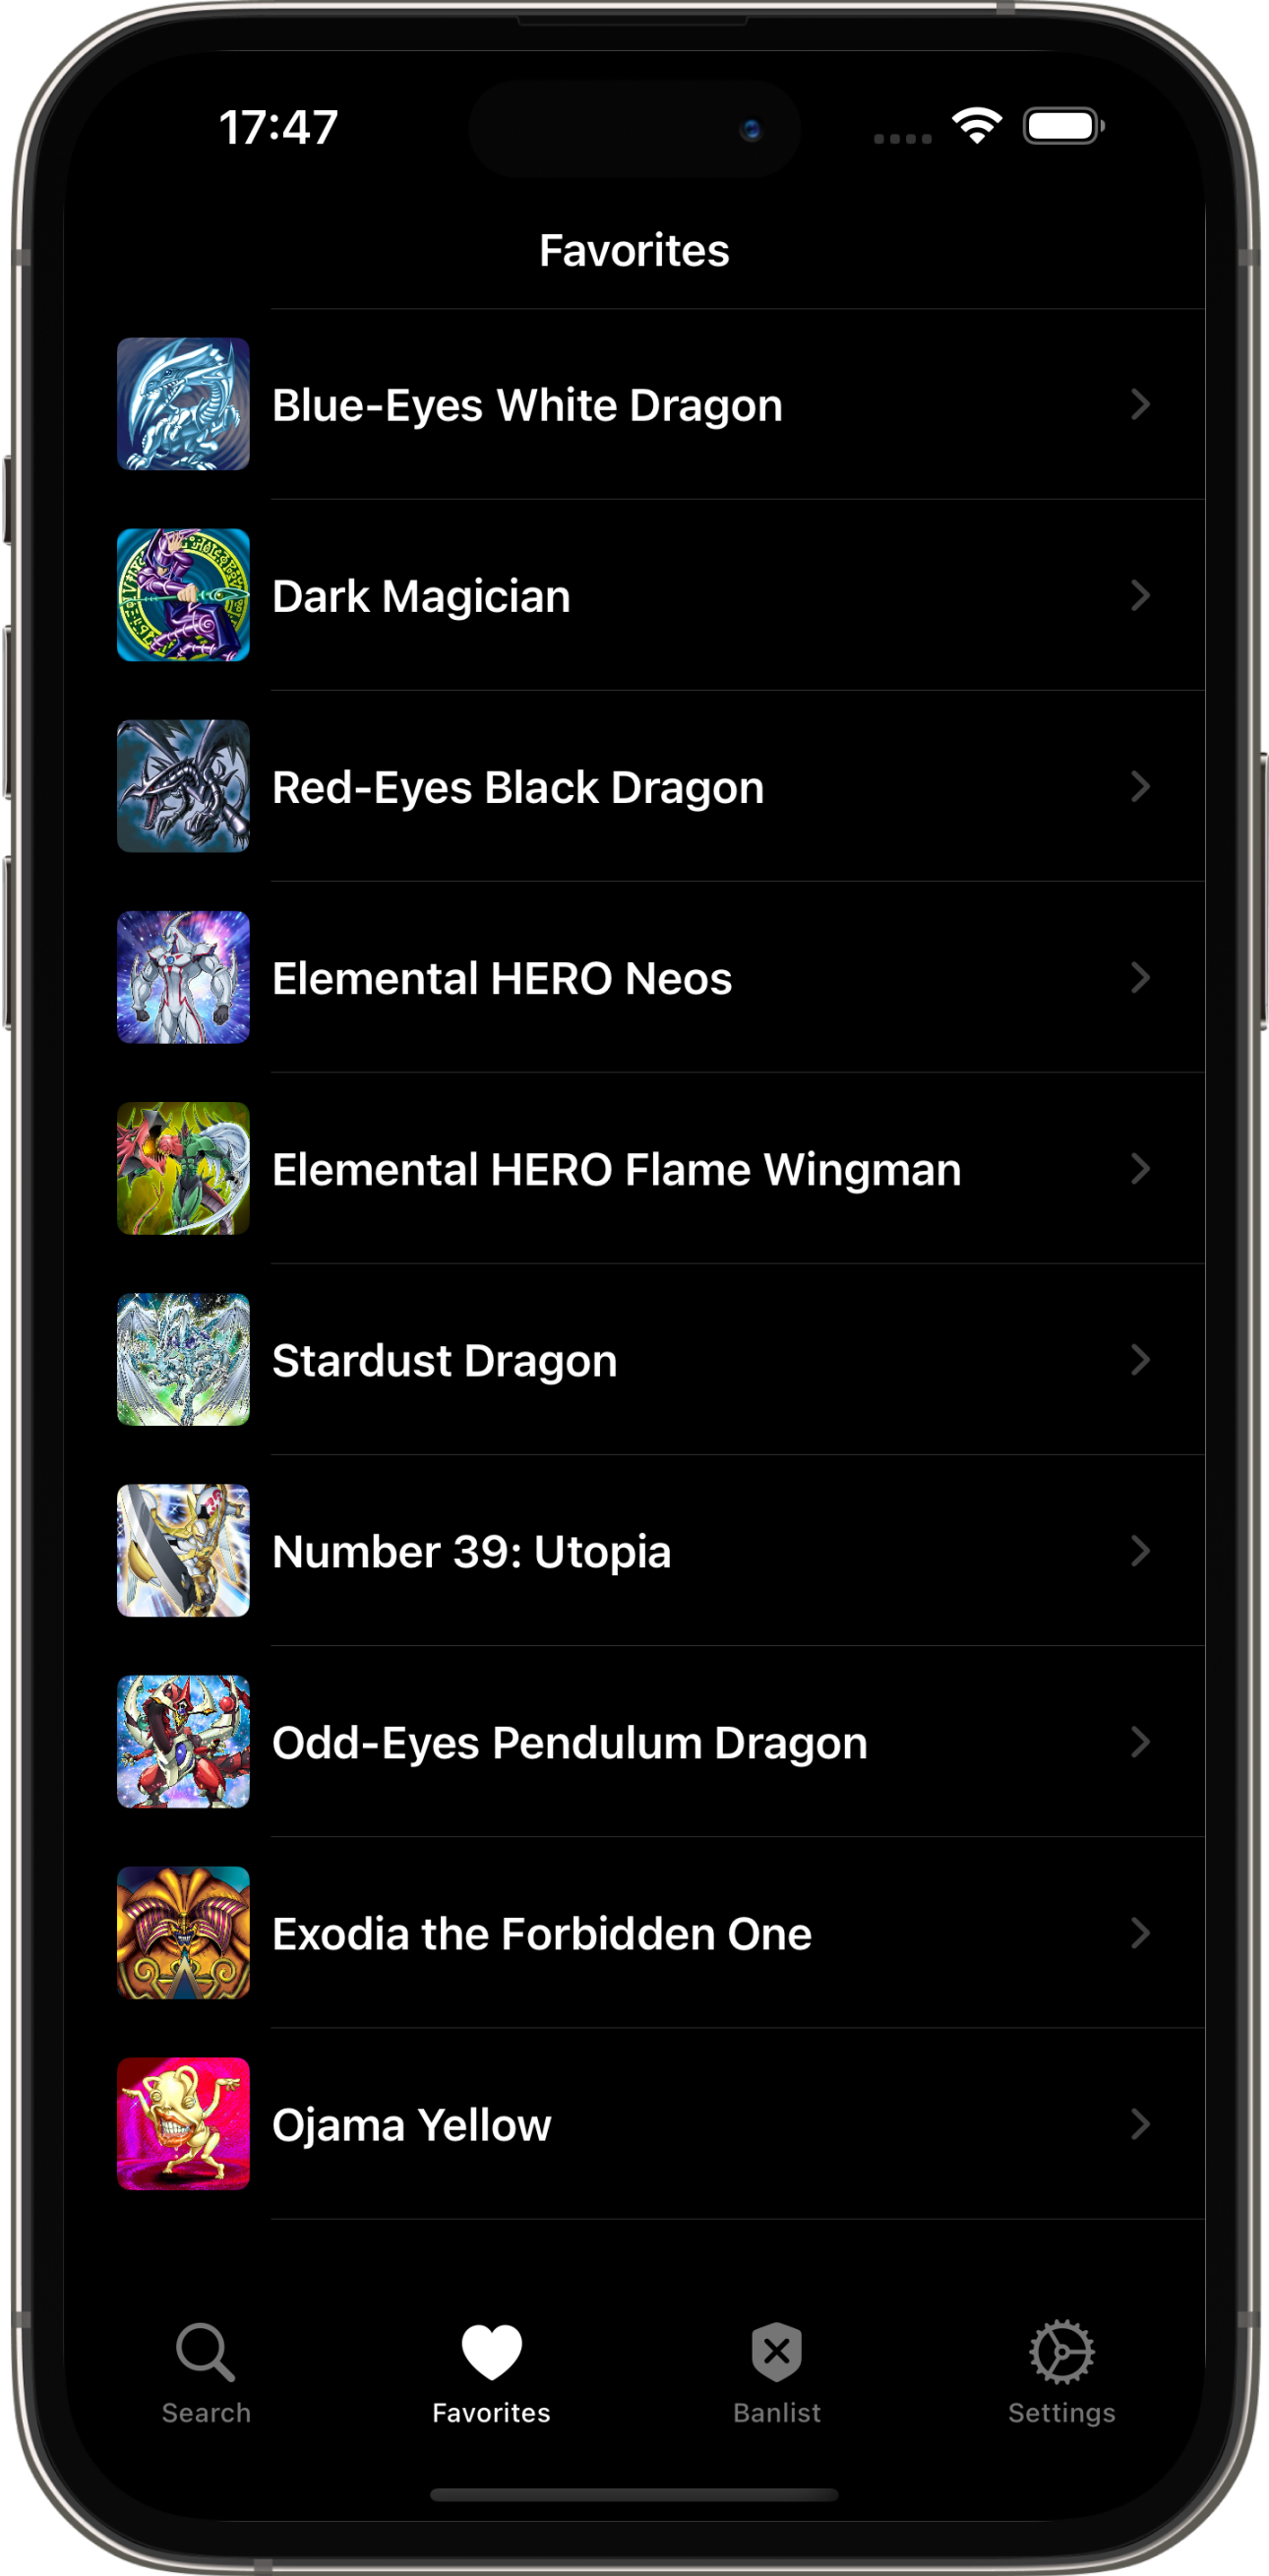 17:47
Favorites
Blue-Eyes White Dragon
Dark Magician
Red-Eyes Black Dragon
Elemental HERO Neos
Elemental HERO Flame Wingman
Stardust Dragon
Number 39: Utopia
Odd-Eyes Pendulum Dragon
Exodia the Forbidden One
Ojama Yellow
Search
Favorites
Banlist
Settings